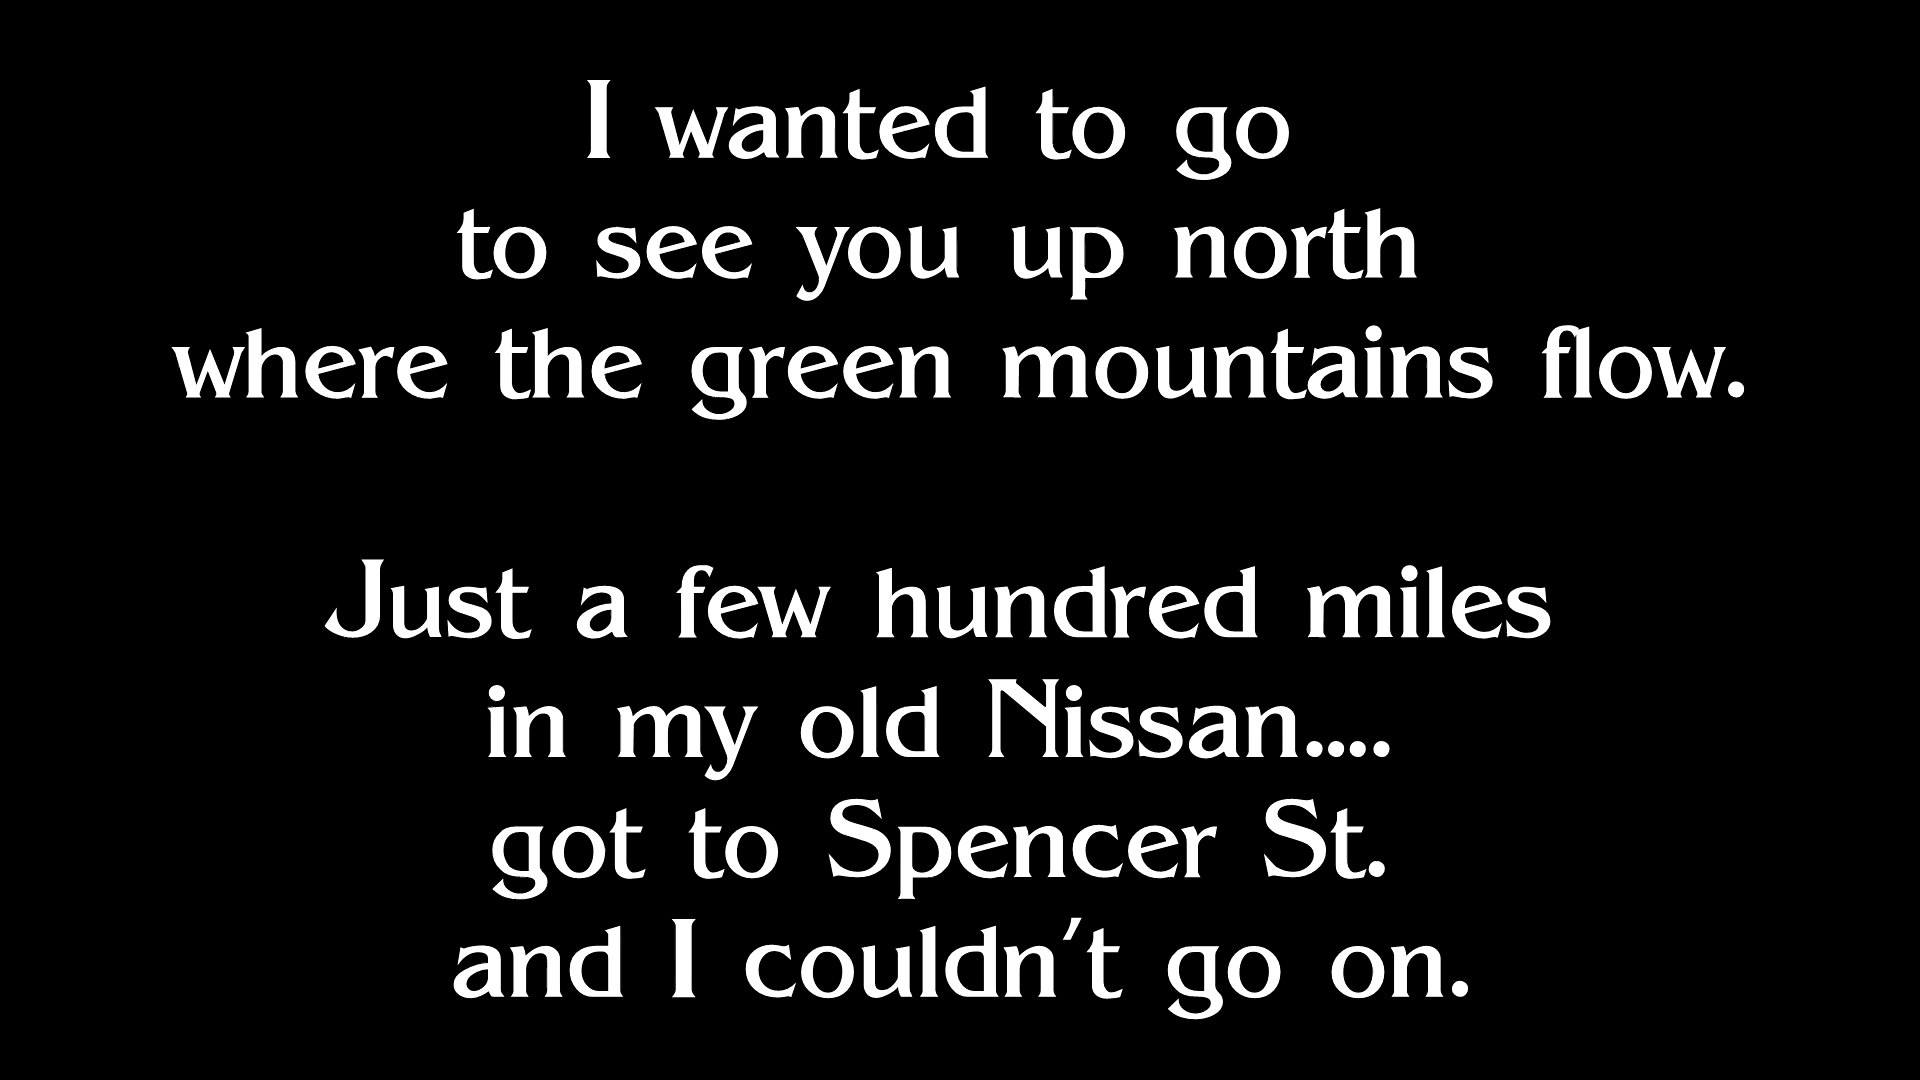 I wanted to go
to see you up north
where the green mountains flow.
Just a few hundred miles
in my old Nissan....
got to Spencer St.
and I couldn't go on.